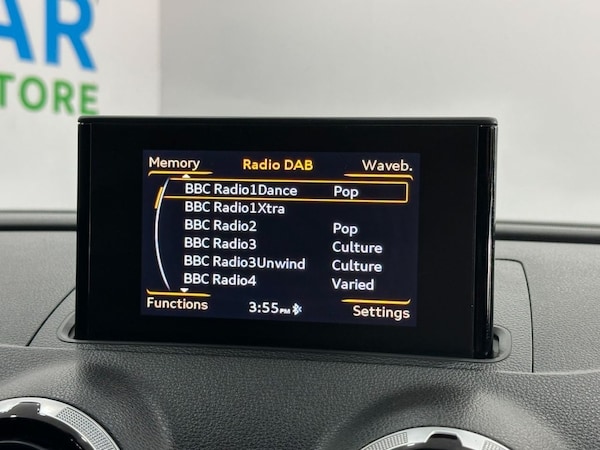 AR
TORE
Memory Radio DAB Waveb.
BBC Radio1Dance Pop
BBC Radio1Xtra
BBC Radio2 Pop
BBC Radio3 Culture
BBC Radio3Unwind Culture
BBC Radio4 Varied
Functions 3:55PM Settings